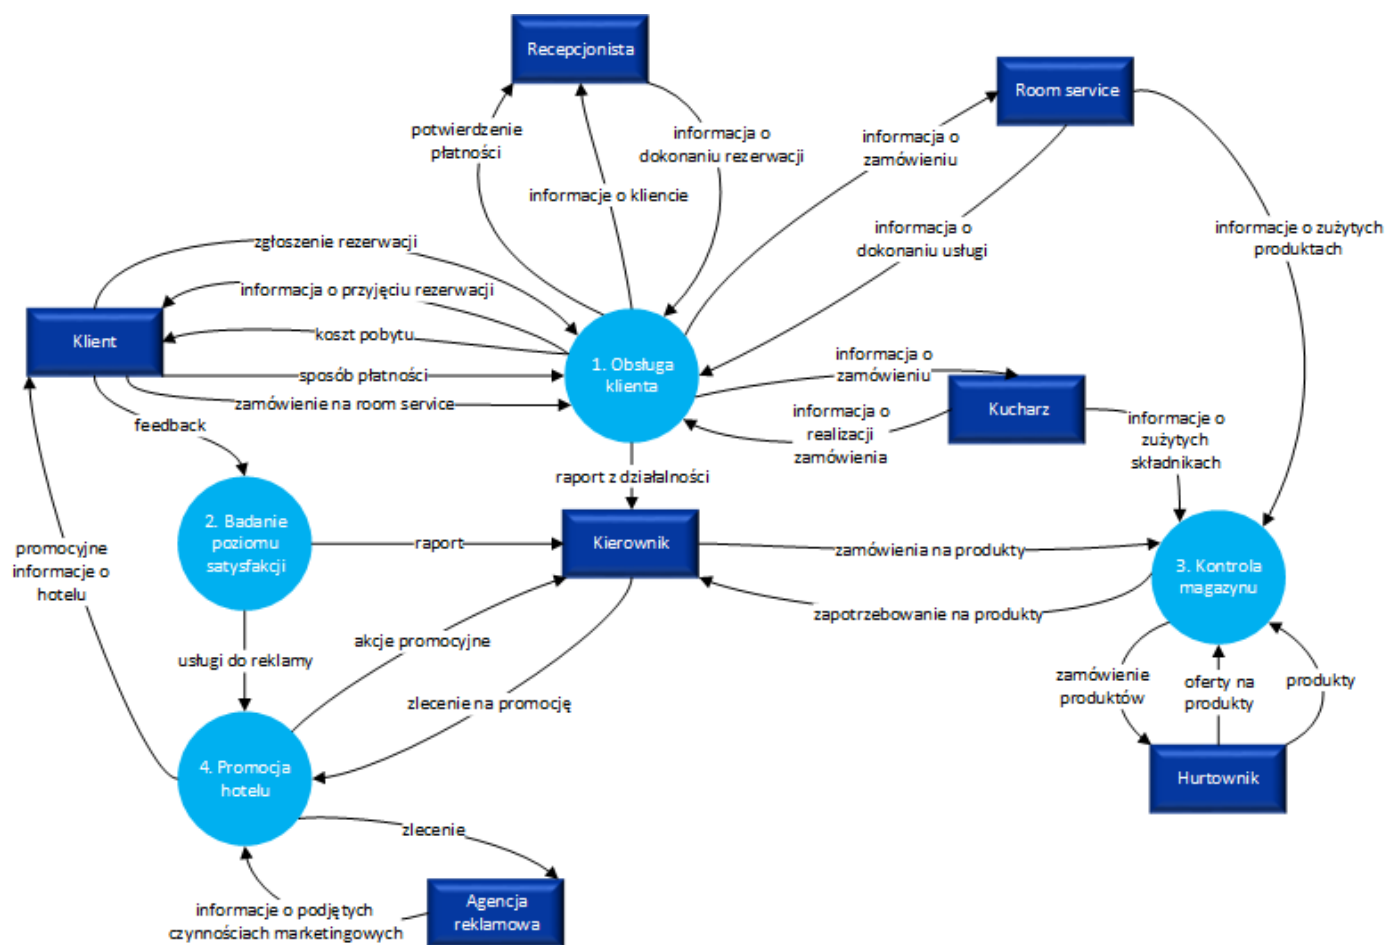 Recepcjonista
Room service
potwierdzenie
płatności
informacja o
dokonaniu rezerwacji
informacja o
zamówieniu
informacje o kliencie
informacja o
dokonaniu usługi
informacje o zużytych
produktach
zgłoszenie rezerwacji
informacja o przyjęciu rezerwacji
Klient
koszt pobytu
1. Obsługa
klienta
sposób płatności
zamówienie na room service
informacja o
zamówieniu
Kucharz
informacja o
realizacji
zamówienia
informacje o
zużytych
składnikach
feedback
raport z działalności
2. Badanie
poziomu
satysfakcji
raport
Kierownik
zamówienia na produkty
3. Kontrola
magazynu
zapotrzebowanie na produkty
promocyjne
informacje o
hotelu
akcje promocyjne
usługi do reklamy
zlecenie na promocję
zamówienie
produktów
oferty na
produkty
produkty
4. Promocja
hotelu
Hurtownik
zlecenie
informacje o podjętych
czynnościach marketingowych
Agencja
reklamowa